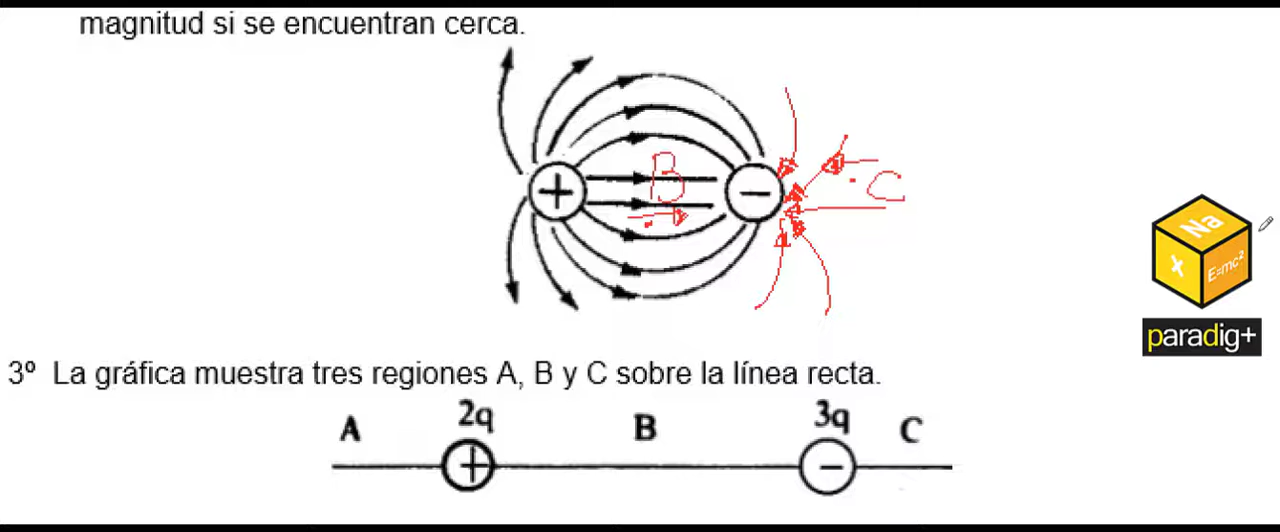 magnitud si se encuentran cerca.
+
B
−
C
Na
x
E=mc²
paradig+
3º La gráfica muestra tres regiones A, B y C sobre la línea recta.
A 2q B 3q C
+ −